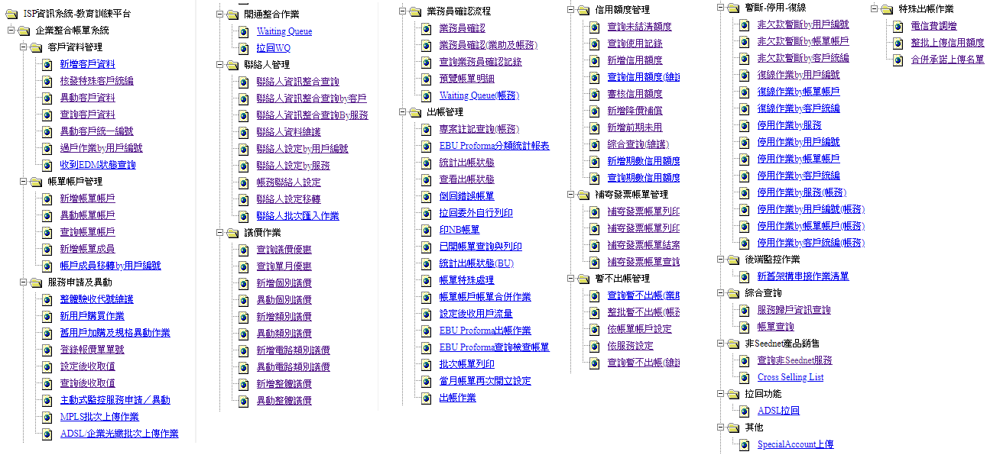 ISP資訊系統-教育訓練平台
企業整合帳單系統
客戶資料管理
新增客戶資料
核發特殊客戶統編
異動客戶資料
查詢客戶資料
異動客戶統一編號
過戶作業by用戶編號
收到EDM狀態查詢
帳單帳戶管理
新增帳單帳戶
異動帳單帳戶
查詢帳單帳戶
新增帳單成員
帳戶成員移轉by用戶編號
服務申請及異動
整體驗收代號維護
新用戶購買作業
舊用戶加購及規格異動作業
登錄報價單單號
設定後收取值
查詢後收取值
主動式監控服務申請／異動
MPLS批次上傳作業
ADSL/企業光纖批次上傳作業
開通整合作業
Waiting Queue
拉回WQ
聯絡人管理
聯絡人資訊整合查詢
聯絡人資訊整合查詢by客戶
聯絡人資訊整合查詢By服務
聯絡人資料維護
聯絡人設定by用戶編號
聯絡人設定by服務
帳務聯絡人設定
聯絡人設定移轉
聯絡人批次匯入作業
議價作業
查詢議價優惠
查詢單月優惠
新增個別議價
異動個別議價
新增類別議價
異動類別議價
新增電路類別議價
異動電路類別議價
新增整體議價
異動整體議價
業務員確認流程
業務員確認
業務員確認(業助及帳務)
查詢業務員確認記錄
預覽帳單明細
Waiting Queue(帳務)
出帳管理
專案註記查詢(帳務)
EBU Proforma分類統計報表
統計出帳狀態
查看出帳狀態
倒回錯誤帳單
拉回委外自行列印
印NB帳單
已開帳單查詢與列印
統計出帳狀態(BU)
帳單特殊處理
帳單帳戶帳單合併作業
設定後收用戶流量
EBU Proforma出帳作業
EBU Proforma查詢檢查帳單
批次帳單列印
當月帳單再次開立設定
出帳作業
信用額度管理
查詢未結清額度
查詢使用記錄
新增信用額度
查詢信用額度(維護
審核信用額度
新增降價補償
新增前期未用
綜合查詢(維護)
新增期數信用額度
查詢期數信用額度
補寄發票帳單管理
補寄發票帳單列印
補寄發票帳單列印
補寄發票帳單結案
補寄發票帳單查詢
暫不出帳管理
查詢暫不出帳(業助
整批暫不出帳(帳務
依帳單帳戶設定
依服務設定
查詢暫不出帳(維護
暫斷-停用-復線
非欠款暫斷by用戶編號
非欠款暫斷by帳單帳戶
非欠款暫斷by客戶統編
復線作業by用戶編號
復線作業by帳單帳戶
復線作業by客戶統編
停用作業by服務
停用作業by用戶編號
停用作業by帳單帳戶
停用作業by客戶統編
停用作業by服務(帳務)
停用作業by用戶編號(帳務)
停用作業by帳單帳戶(帳務)
停用作業by客戶統編(帳務)
後端監控作業
新舊架構串接作業清單
綜合查詢
服務歸戶資訊查詢
帳單查詢
非Seednet產品銷售
查詢非Seednet服務
Cross Selling List
拉回功能
ADSL拉回
其他
SpecialAccount上傳
特殊出帳作業
電信費調增
整批上傳信用額度
合併承諾上傳名單